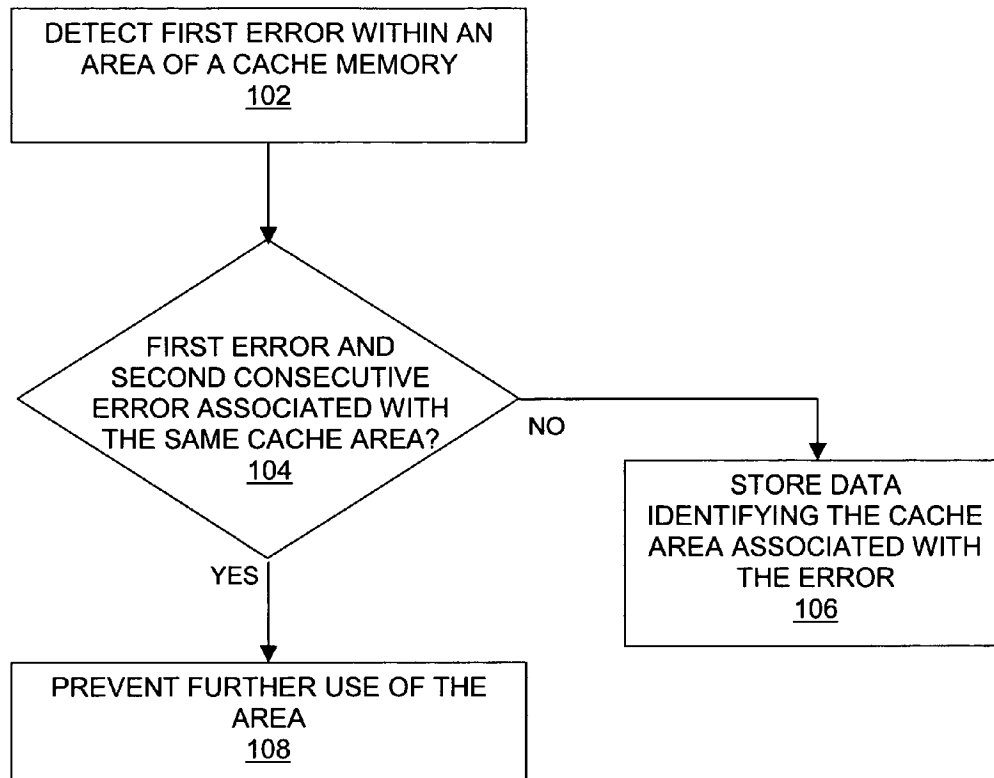 DETECT FIRST ERROR WITHIN AN
AREA OF A CACHE MEMORY
102
FIRST ERROR AND
SECOND CONSECUTIVE
ERROR ASSOCIATED WITH
THE SAME CACHE AREA?
104
NO
STORE DATA
IDENTIFYING THE CACHE
AREA ASSOCIATED WITH
THE ERROR
106
YES
PREVENT FURTHER USE OF THE
AREA
108